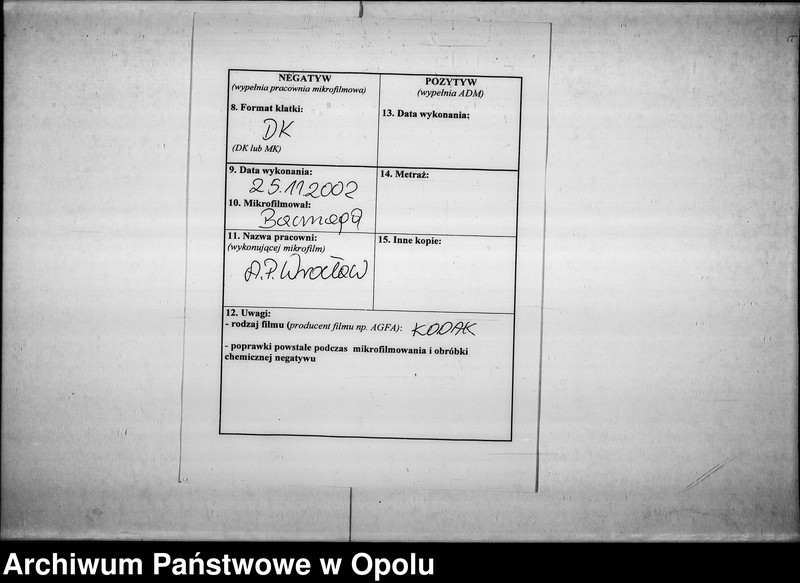 NEGATYW
(wypełnia pracownia mikrofilmowa)
8. Format klatki:
DK
(DK lub MK)
9. Data wykonania:
25.11.2002
10. Mikrofilmował:
11. Nazwa pracowni:
(wykonującej mikrofilm)
A.P. Wrocław
POZYTYW
(wypełnia ADM)
13. Data wykonania:
14. Metraż:
15. Inne kopie:
12. Uwagi:
- rodzaj filmu (producent filmu np. AGFA): KODAK
- poprawki powstałe podczas mikrofilmowania i obróbki
chemicznej negatywu
Archiwum Państwowe w Opolu